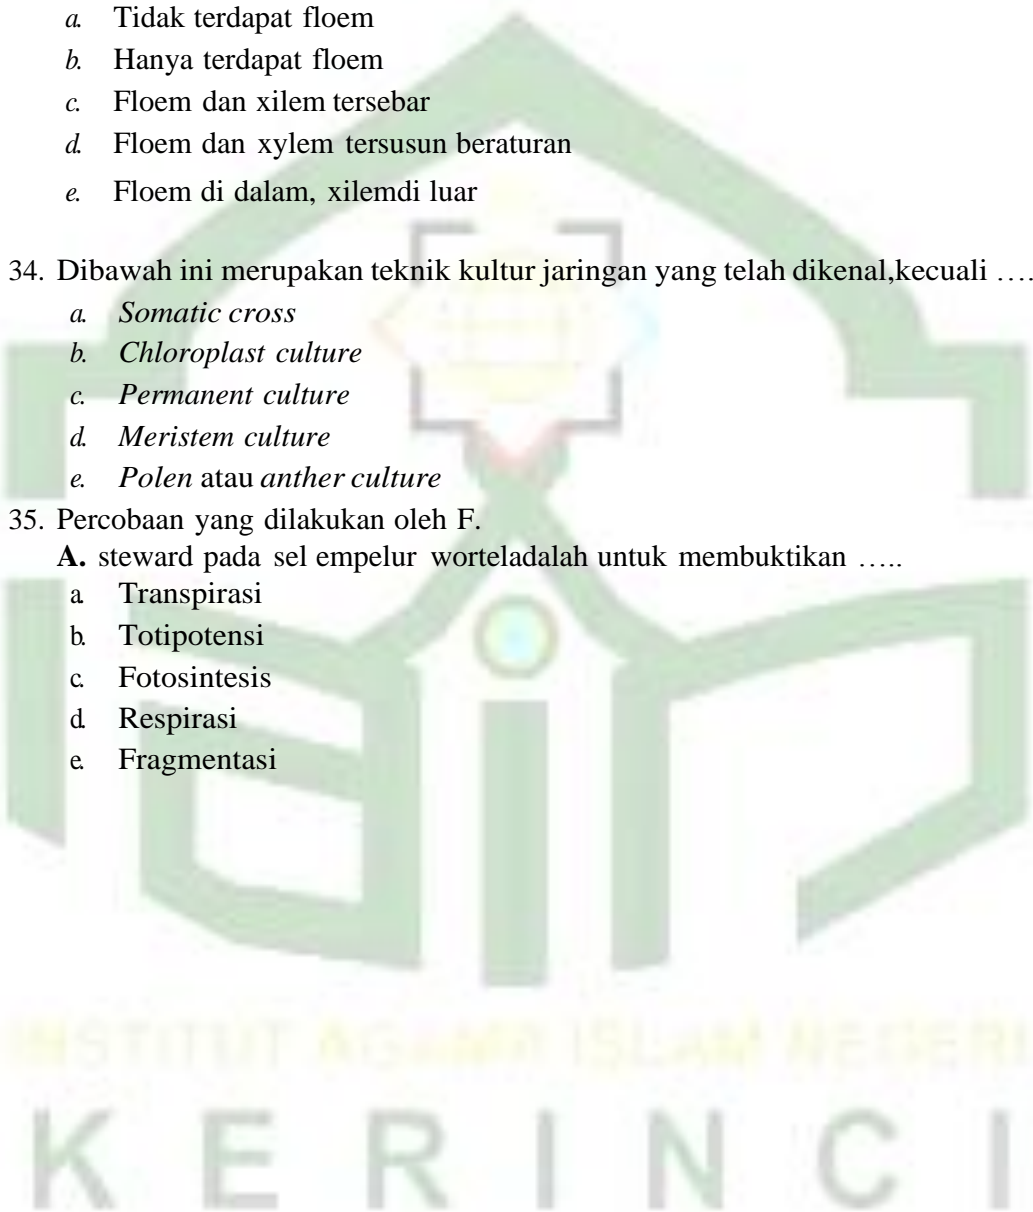 a. Tidak terdapat floem
b. Hanya terdapat floem
c. Floem dan xilem tersebar
d. Floem dan xylem tersusun beraturan
e. Floem di dalam, xilemdi luar
34. Dibawah ini merupakan teknik kultur jaringan yang telah dikenal,kecuali ....
a. Somatic cross
b. Chloroplast culture
c. Permanent culture
d. Meristem culture
e. Polen atau anther culture
35. Percobaan yang dilakukan oleh F.
A. steward pada sel empelur worteladalah untuk membuktikan .....
a. Transpirasi
b. Totipotensi
c. Fotosintesis
d. Respirasi
e. Fragmentasi
INSTITUT AGAMA ISLAM NEGERI
KERINCI